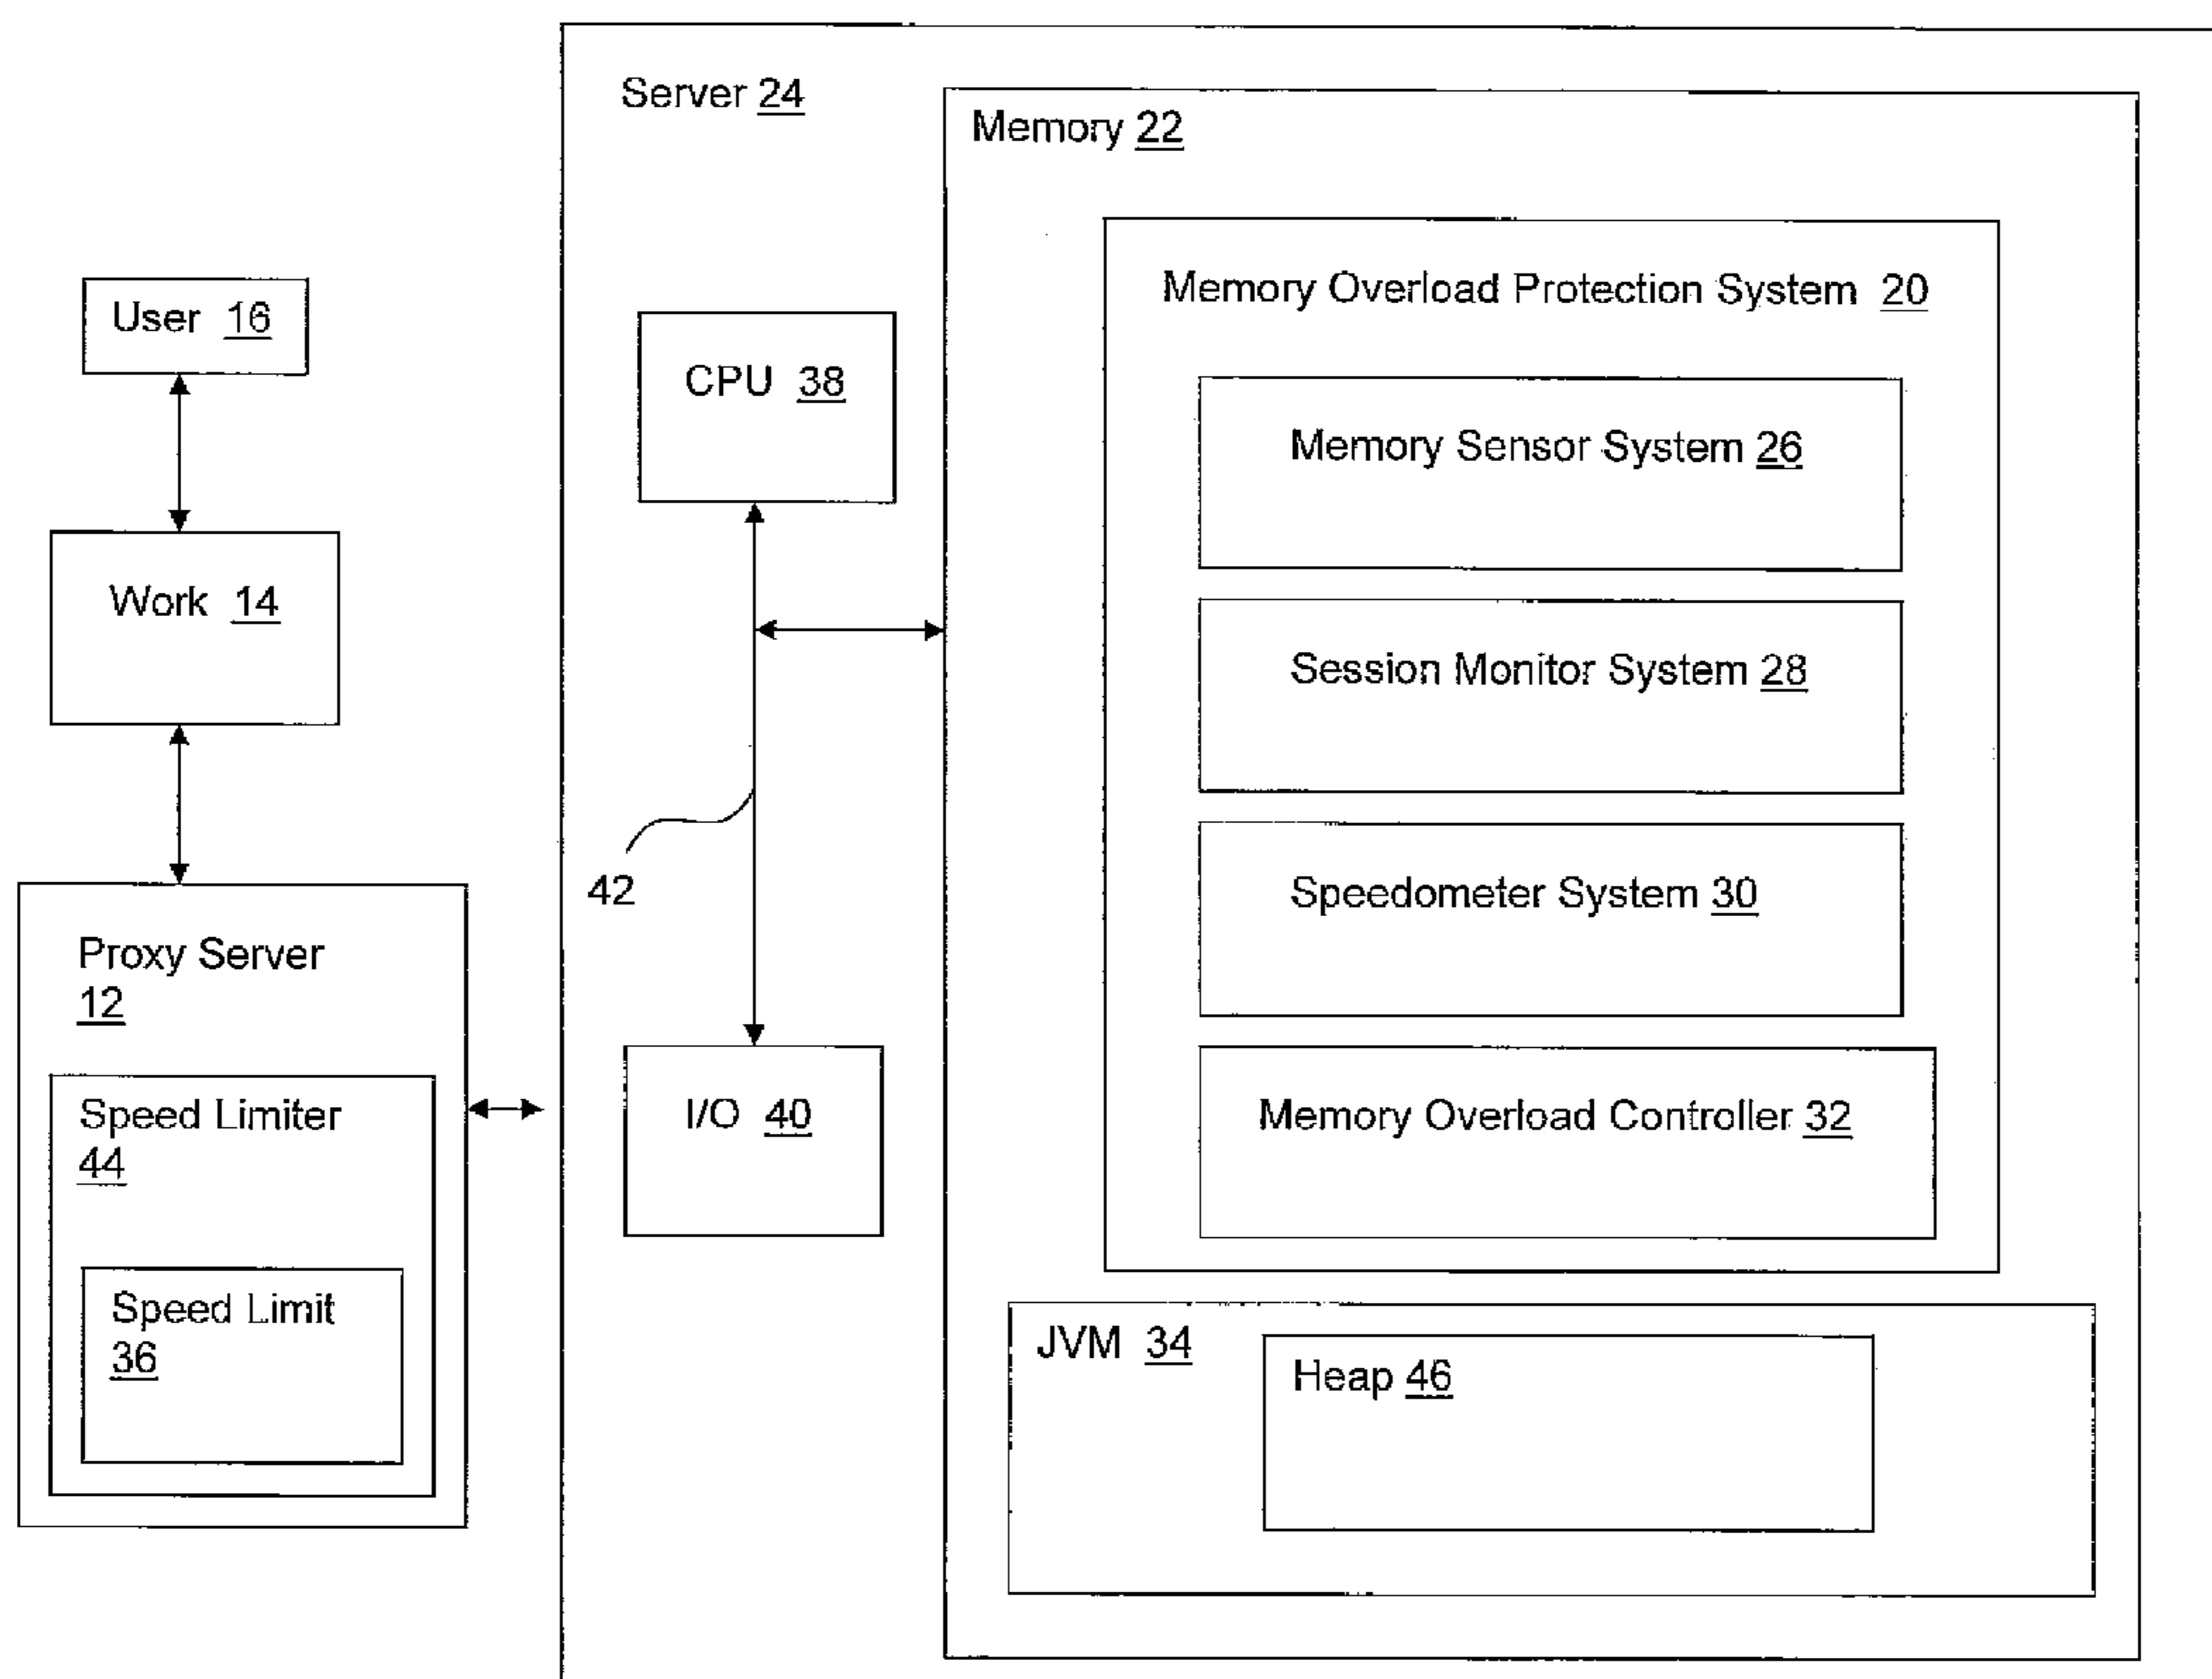 Server 24
Memory 22
Memory Overload Protection System 20
User 16
CPU 38
Memory Sensor System 26
Work 14
Session Monitor System 28
42
Speedometer System 30
Proxy Server
12
Speed Limiter
44
I/O 40
Memory Overload Controller 32
Speed Limit
36
JVM 34
Heap 46